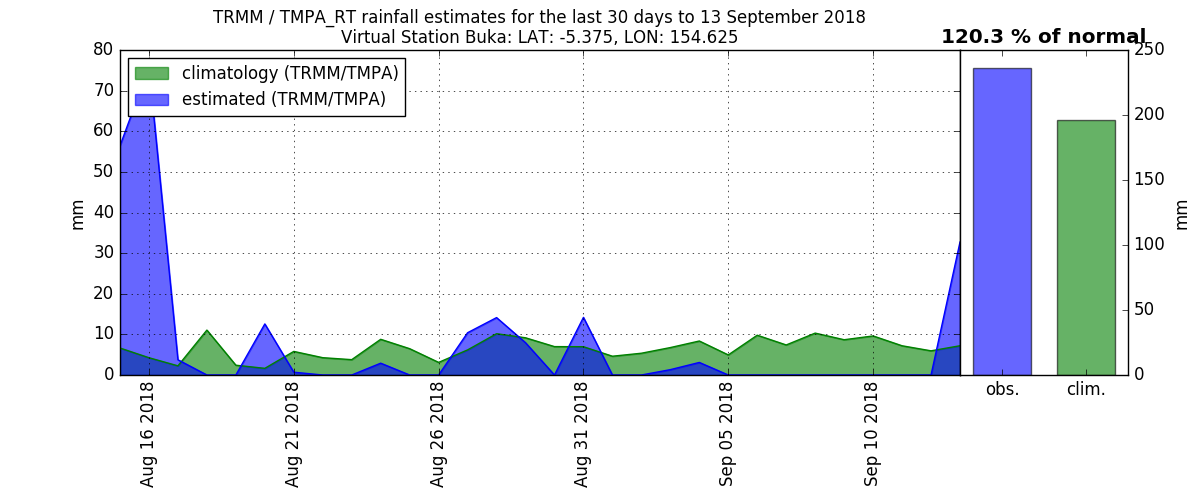 TRMM / TMPA_RT rainfall estimates for the last 30 days to 13 September 2018
Virtual Station Buka: LAT: -5.375, LON: 154.625
120.3 % of normal
climatology (TRMM/TMPA)
estimated (TRMM/TMPA)
80
70
60
50
40
30
20
10
0
mm
Aug 16 2018
Aug 21 2018
Aug 26 2018
Aug 31 2018
Sep 05 2018
Sep 10 2018
250
200
150
100
50
0
mm
obs.
clim.